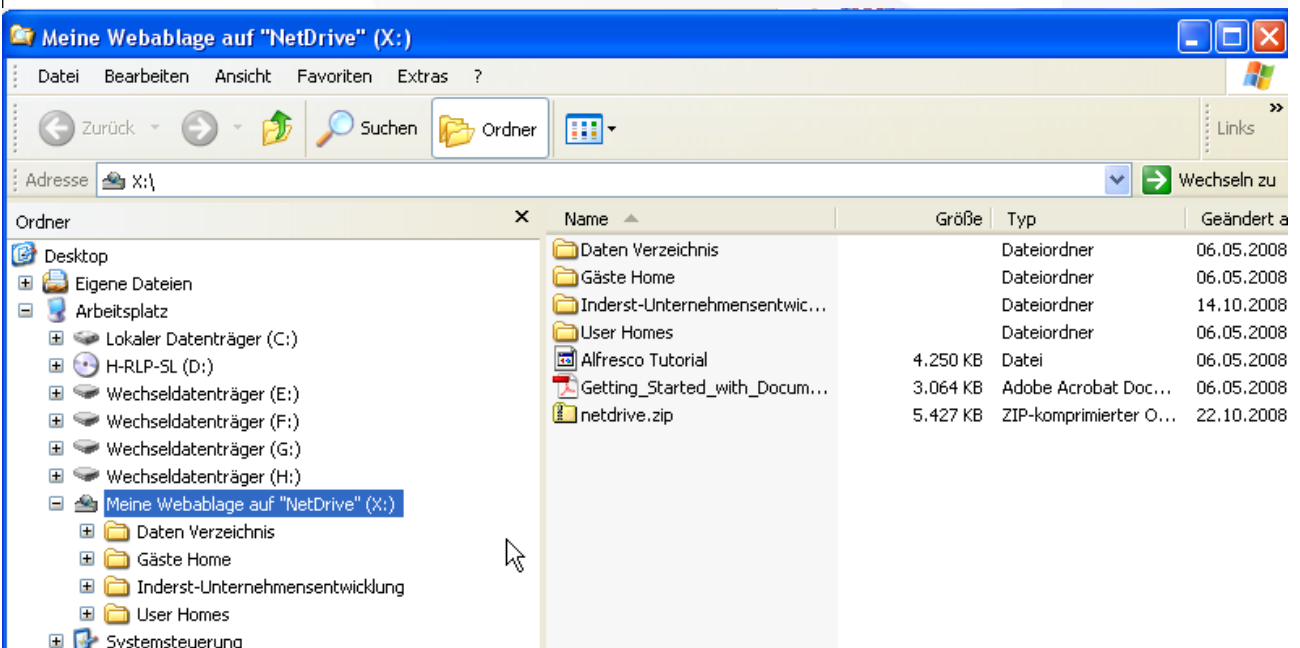 Meine Webablage auf "NetDrive" (X:)
Datei Bearbeiten Ansicht Favoriten Extras ?
Zurück Suchen Ordner Links
Adresse X:\ Wechseln zu
Ordner
Desktop
Eigene Dateien
Arbeitsplatz
Lokaler Datenträger (C:)
H-RLP-SL (D:)
Wechseldatenträger (E:)
Wechseldatenträger (F:)
Wechseldatenträger (G:)
Wechseldatenträger (H:)
Meine Webablage auf "NetDrive" (X:)
Daten Verzeichnis
Gäste Home
Inderst-Unternehmensentwicklung
User Homes
Systemsteuerung
Name Größe Typ Geändert a
Daten Verzeichnis Dateiordner 06.05.2008
Gäste Home Dateiordner 06.05.2008
Inderst-Unternehmensentwic... Dateiordner 14.10.2008
User Homes Dateiordner 06.05.2008
Alfresco Tutorial 4.250 KB Datei 06.05.2008
Getting_Started_with_Docum... 3.064 KB Adobe Acrobat Doc... 06.05.2008
netdrive.zip 5.427 KB ZIP-komprimierter O... 22.10.2008